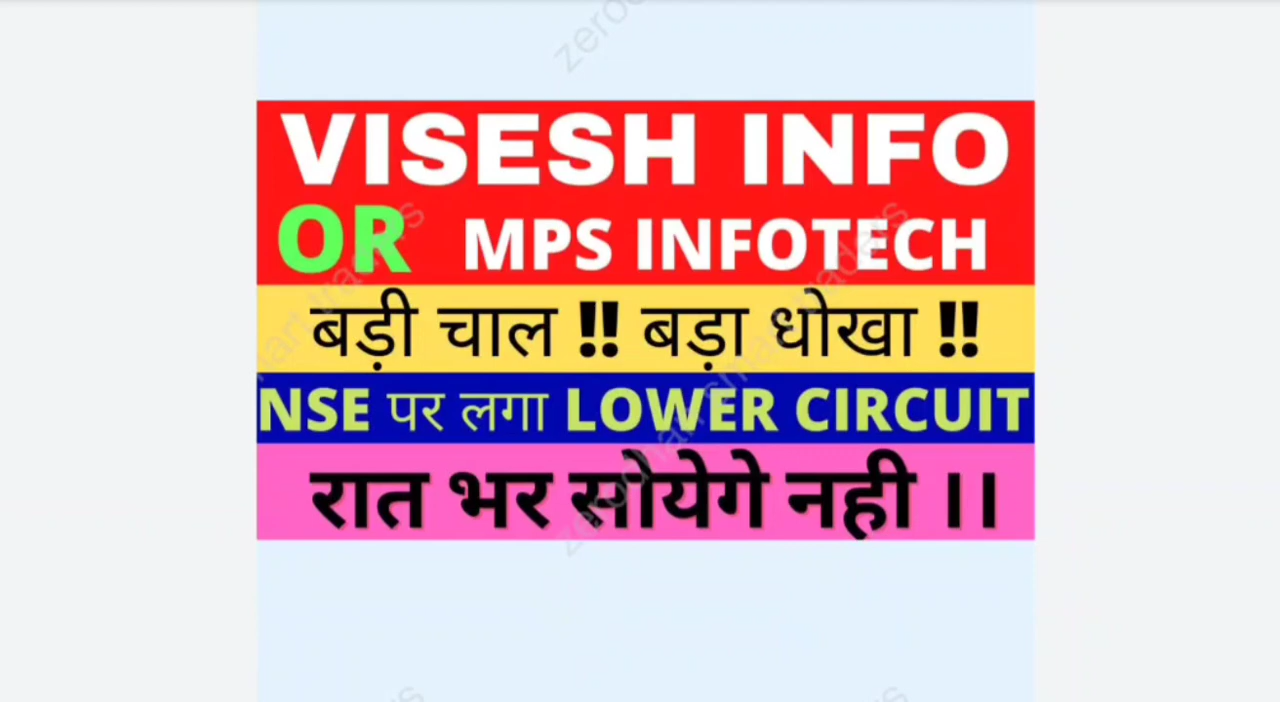 VISESH INFO
OR MPS INFOTECH
बड़ी चाल !! बड़ा धोखा !!
NSE पर लगा LOWER CIRCUIT
रात भर सोयेगे नही ।।